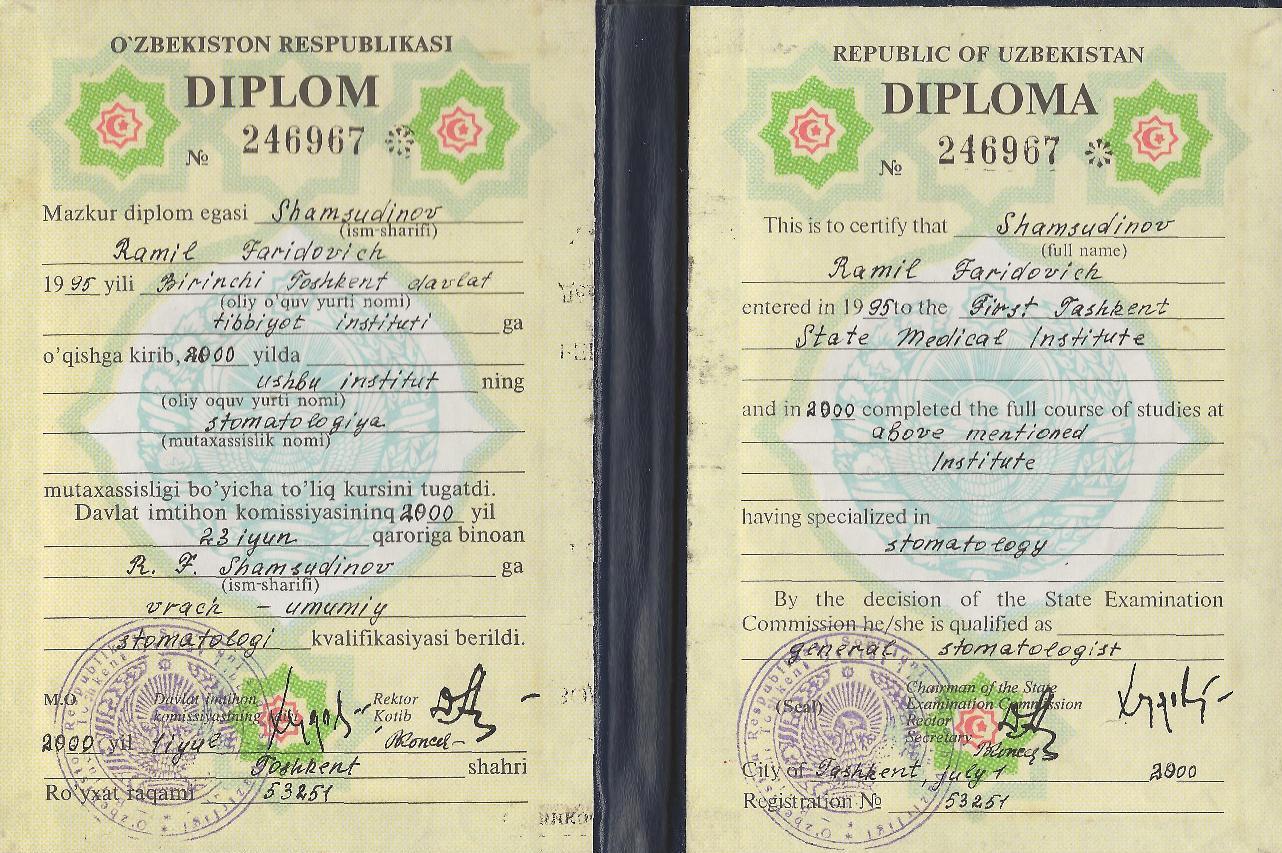 O'ZBEKISTON RESPUBLIKASI
DIPLOM
№ 246967
Mazkur diplom egasi Shamsudinov
(ism-sharifi)
Ramil Faridovich
1995 yili Birinchi Toshkent davlat
(oliy o'quv yurti nomi)
tibbiyot instituti ga
o'qishga kirib, 2000 yilda
ushbu institut ning
(oliy oquv yurti nomi)
stomatologiya
(mutaxassislik nomi)
mutaxassisligi bo'yicha to'liq kursini tugatdi.
Davlat imtihon komissiyasininq 2000 yil
23 iyun qaroriga binoan
R. F. Shamsudinov ga
(ism-sharifi)
vrach - umumiy
stomatologi kvalifikasiyasi berildi.
M.O. Davlat imtihon Rektor
komissiyastning Kotib
2000 yil 1 iyul
Toshkent shahri
Ro'yxat raqami 53251
REPUBLIC OF UZBEKISTAN
DIPLOMA
№ 246967
This is to certify that Shamsudinov
(full name)
Ramil Faridovich
entered in 1995 to the First Tashkent
State Medical Institute
and in 2000 completed the full course of studies at
above mentioned
Institute
having specialized in
stomatology
By the decision of the State Examination
Commission he/she is qualified as
general stomatologist
Chairman of the State
(Seal) Examination Commission
Rector
Secretary
City of Tashkent, july 1 2000
Registration № 53251